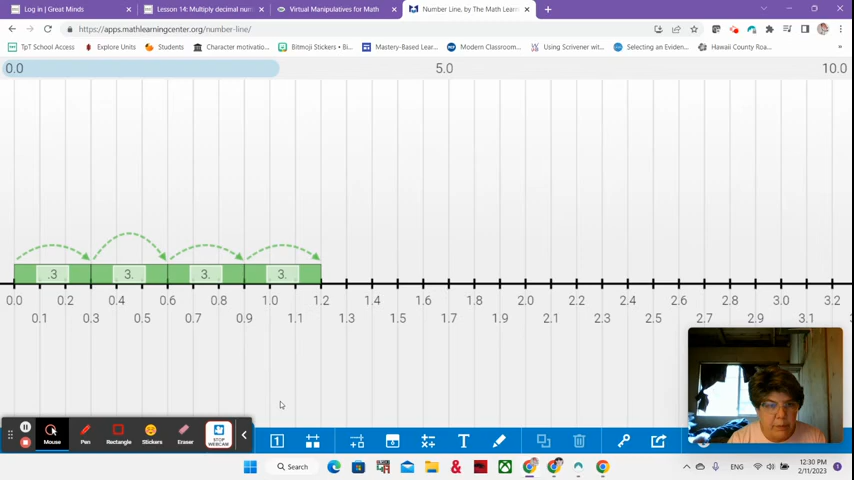 Log in | Great Minds
Lesson 14: Multiply decimal num
Virtual Manipulatives for Math
Number Line, by The Math Learn
https://apps.mathlearningcenter.org/number-line/
TpT School Access
Explore Units
Students
Character motivatio...
Bitmoji Stickers • Bi...
Mastery-Based Lear...
Modern Classroom...
Using Scrivener wit...
Selecting an Eviden...
Hawaii County Roa...
0.0 5.0 10.0
.3 3. 3. 3.
0.0 0.2 0.4 0.6 0.8 1.0 1.2 1.4 1.6 1.8 2.0 2.2 2.4 2.6 2.8 3.0 3.2
0.1 0.3 0.5 0.7 0.9 1.1 1.3 1.5 1.7 1.9 2.1 2.3 2.5 2.7 2.9
Mouse
Pen
Rectangle
Stickers
Eraser
STOP WEBCAM
1
T
Search
ENG
12:30 PM
2/11/2023
1